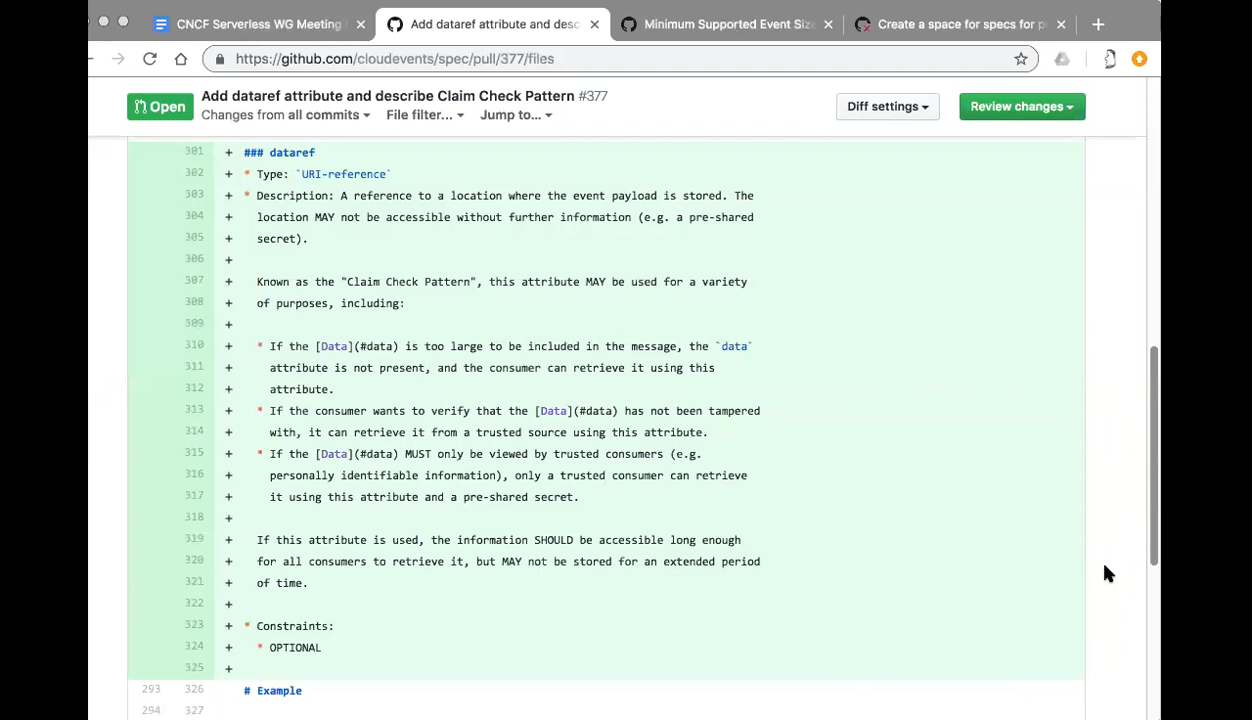 CNCF Serverless WG Meeting
Add dataref attribute and desc
Minimum Supported Event Size
Create a space for specs for p
https://github.com/cloudevents/spec/pull/377/files
Open
Add dataref attribute and describe Claim Check Pattern #377
Changes from all commits File filter... Jump to...
Diff settings
Review changes
301 + ### dataref
302 + * Type: `URI-reference`
303 + * Description: A reference to a location where the event payload is stored. The
304 + location MAY not be accessible without further information (e.g. a pre-shared
305 + secret).
306 +
307 + Known as the "Claim Check Pattern", this attribute MAY be used for a variety
308 + of purposes, including:
309 +
310 + * If the [Data](#data) is too large to be included in the message, the `data`
311 + attribute is not present, and the consumer can retrieve it using this
312 + attribute.
313 + * If the consumer wants to verify that the [Data](#data) has not been tampered
314 + with, it can retrieve it from a trusted source using this attribute.
315 + * If the [Data](#data) MUST only be viewed by trusted consumers (e.g.
316 + personally identifiable information), only a trusted consumer can retrieve
317 + it using this attribute and a pre-shared secret.
318 +
319 + If this attribute is used, the information SHOULD be accessible long enough
320 + for all consumers to retrieve it, but MAY not be stored for an extended period
321 + of time.
322 +
323 + * Constraints:
324 + * OPTIONAL
325 +
293 326 # Example
294 327